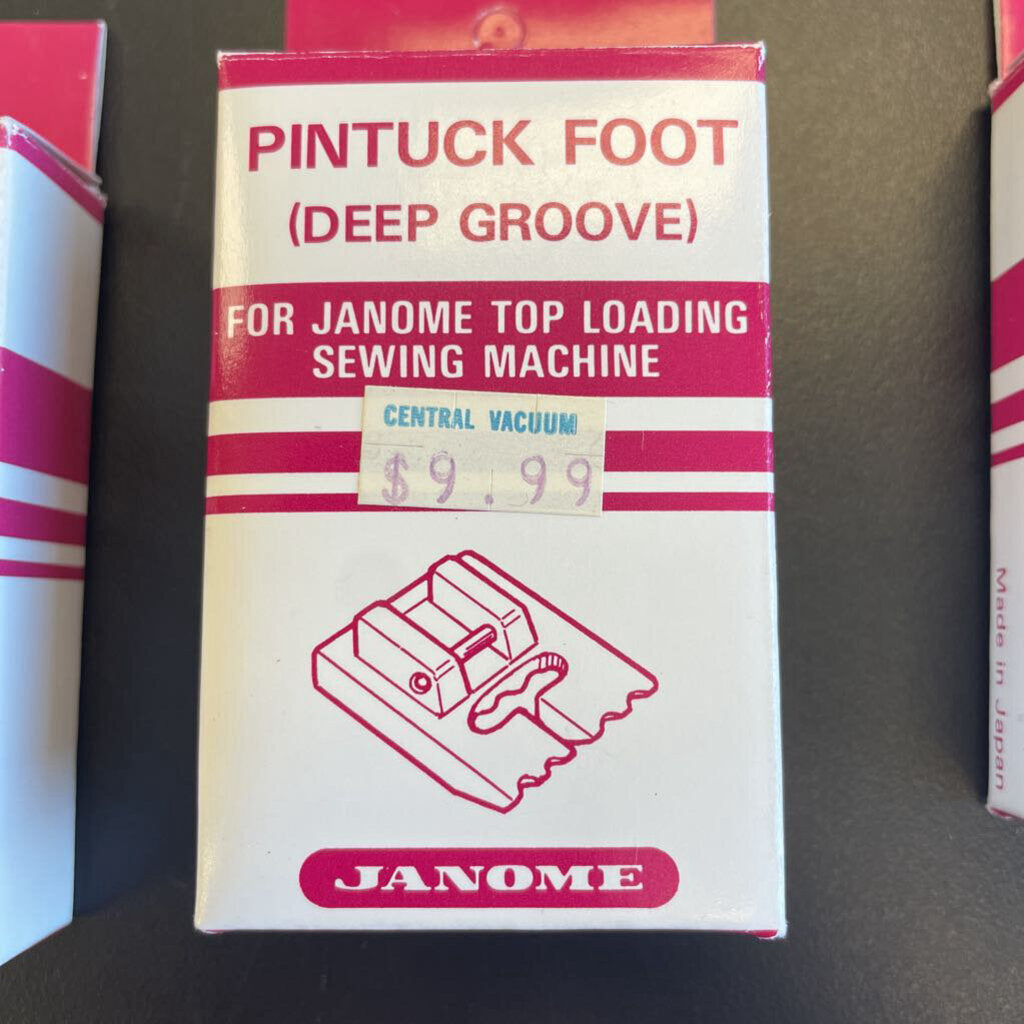 PINTUCK FOOT
(DEEP GROOVE)
FOR JANOME TOP LOADING
SEWING MACHINE
CENTRAL VACUUM
$9.99
JANOME
Made in Japan